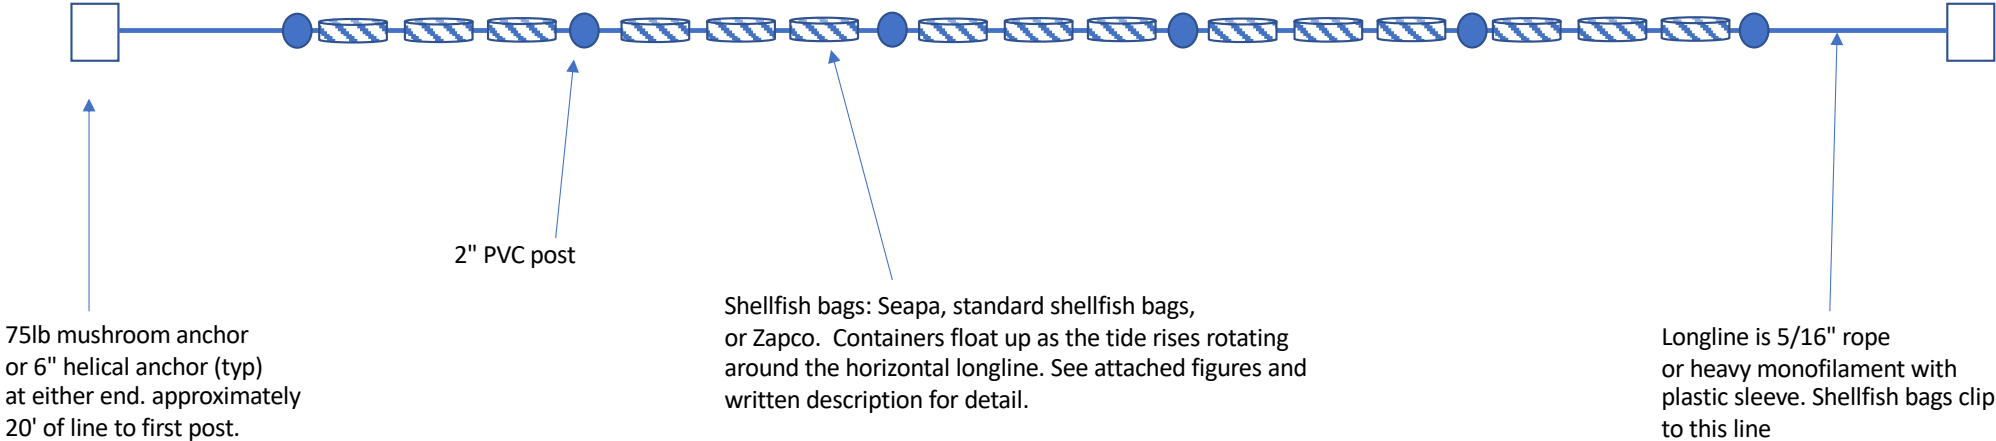 2" PVC post
75lb mushroom anchor
or 6" helical anchor (typ)
at either end. approximately
20' of line to first post.
Shellfish bags: Seapa, standard shellfish bags,
or Zapco.  Containers float up as the tide rises rotating
around the horizontal longline. See attached figures and
written description for detail.
Longline is 5/16" rope
or heavy monofilament with
plastic sleeve. Shellfish bags clip
to this line